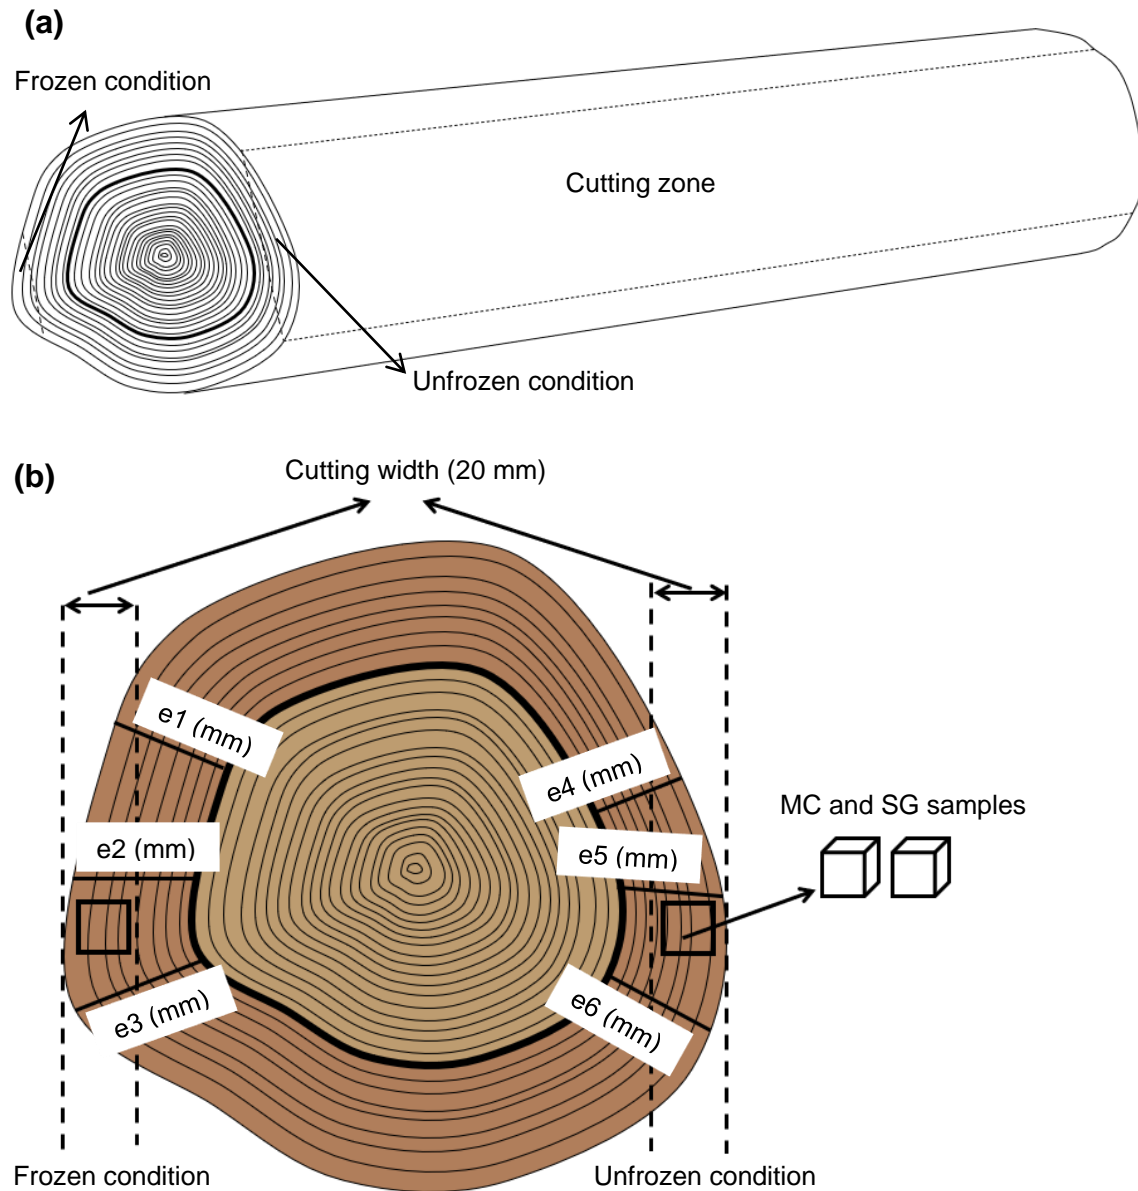 (a)
Frozen condition
Cutting zone
Unfrozen condition
(b)
Cutting width (20 mm)
e1 (mm)
e4 (mm)
MC and SG samples
e2 (mm)
e5 (mm)
e3 (mm)
e6 (mm)
Frozen condition
Unfrozen condition